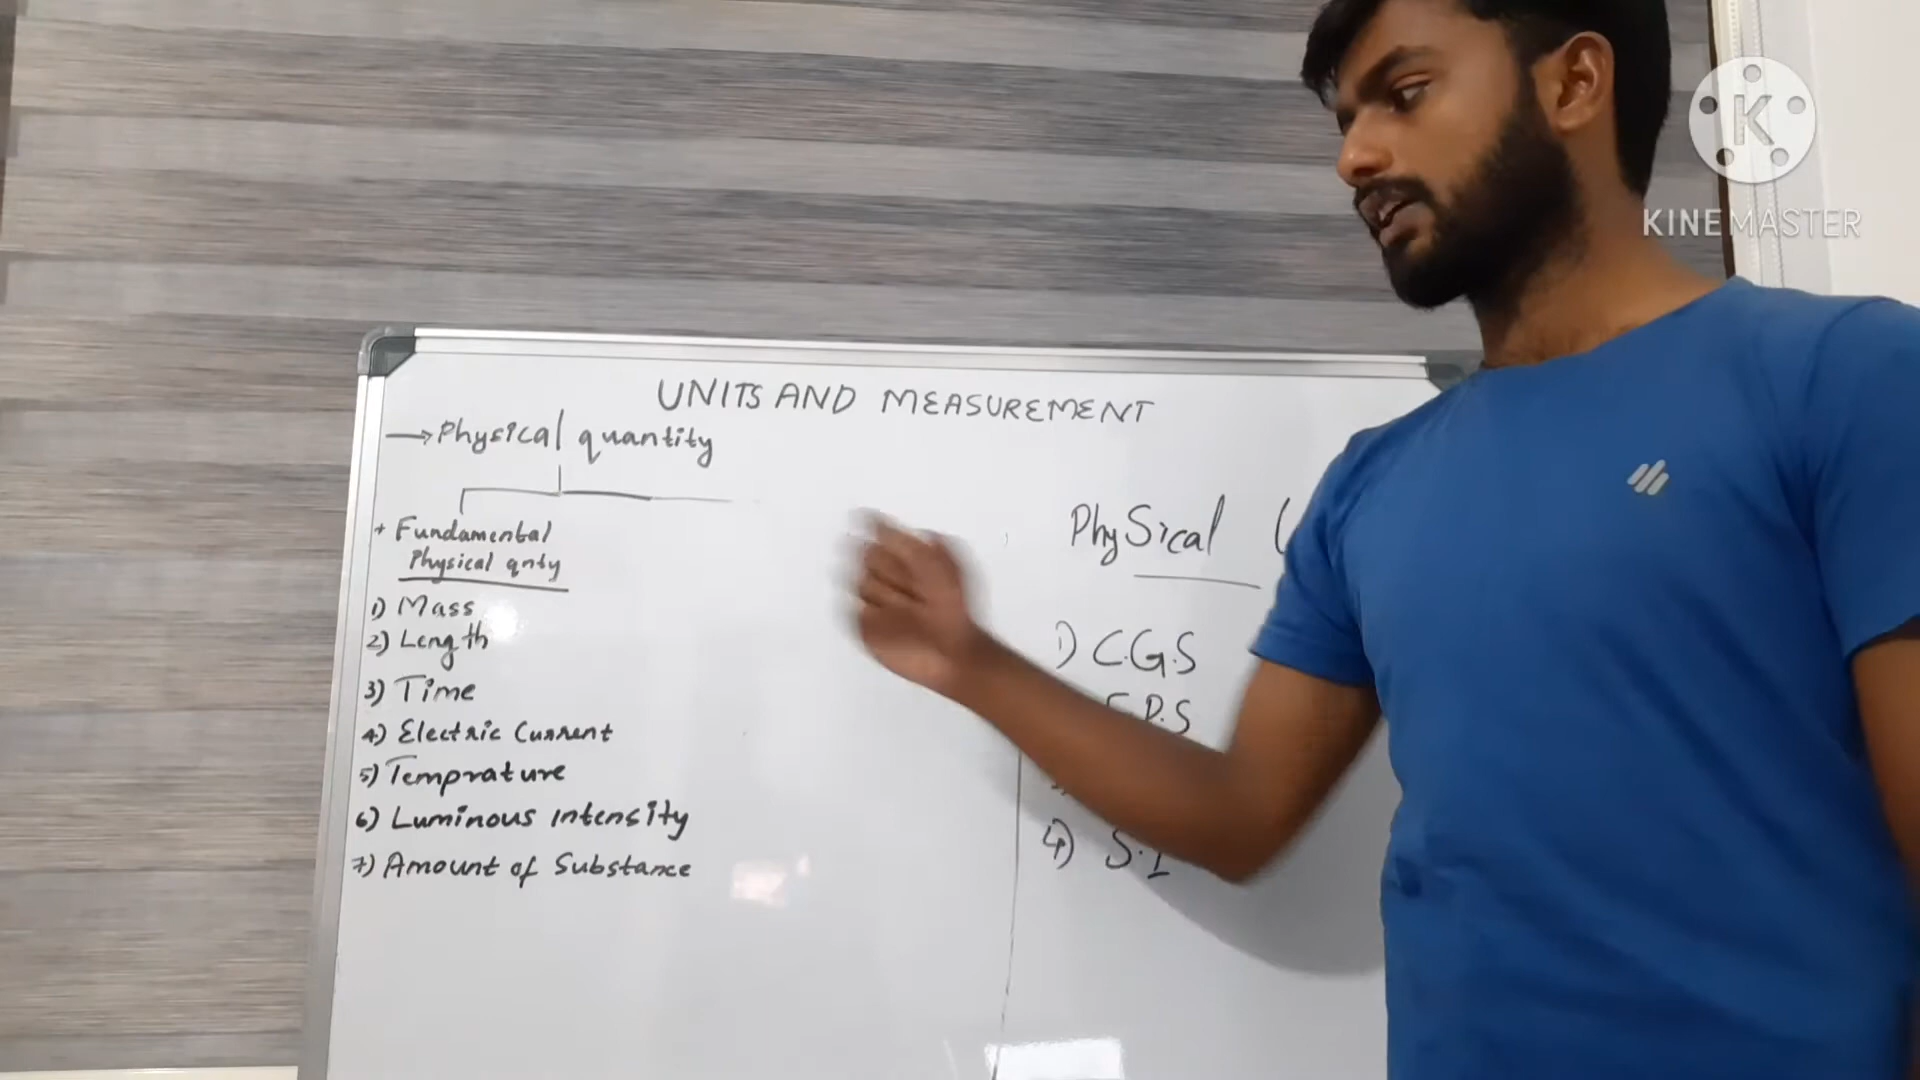 UNITS AND MEASUREMENT
→ Physical quantity
+ Fundamental
Physical qnty
1) Mass
2) Length
3) Time
4) Electric Current
5) Temprature
6) Luminous intensity
7) Amount of Substance
Physical
1) C.G.S
F.P.S
4) S.I
K
KINEMASTER